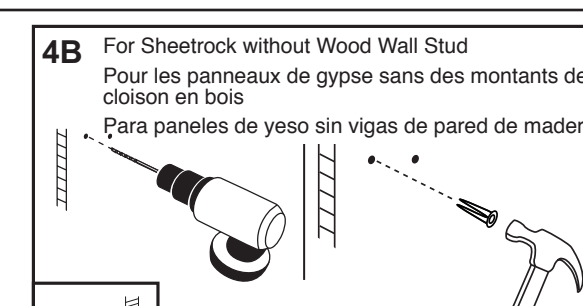 4B For Sheetrock without Wood Wall Stud
Pour les panneaux de gypse sans des montants de
cloison en bois
Para paneles de yeso sin vigas de pared de mader